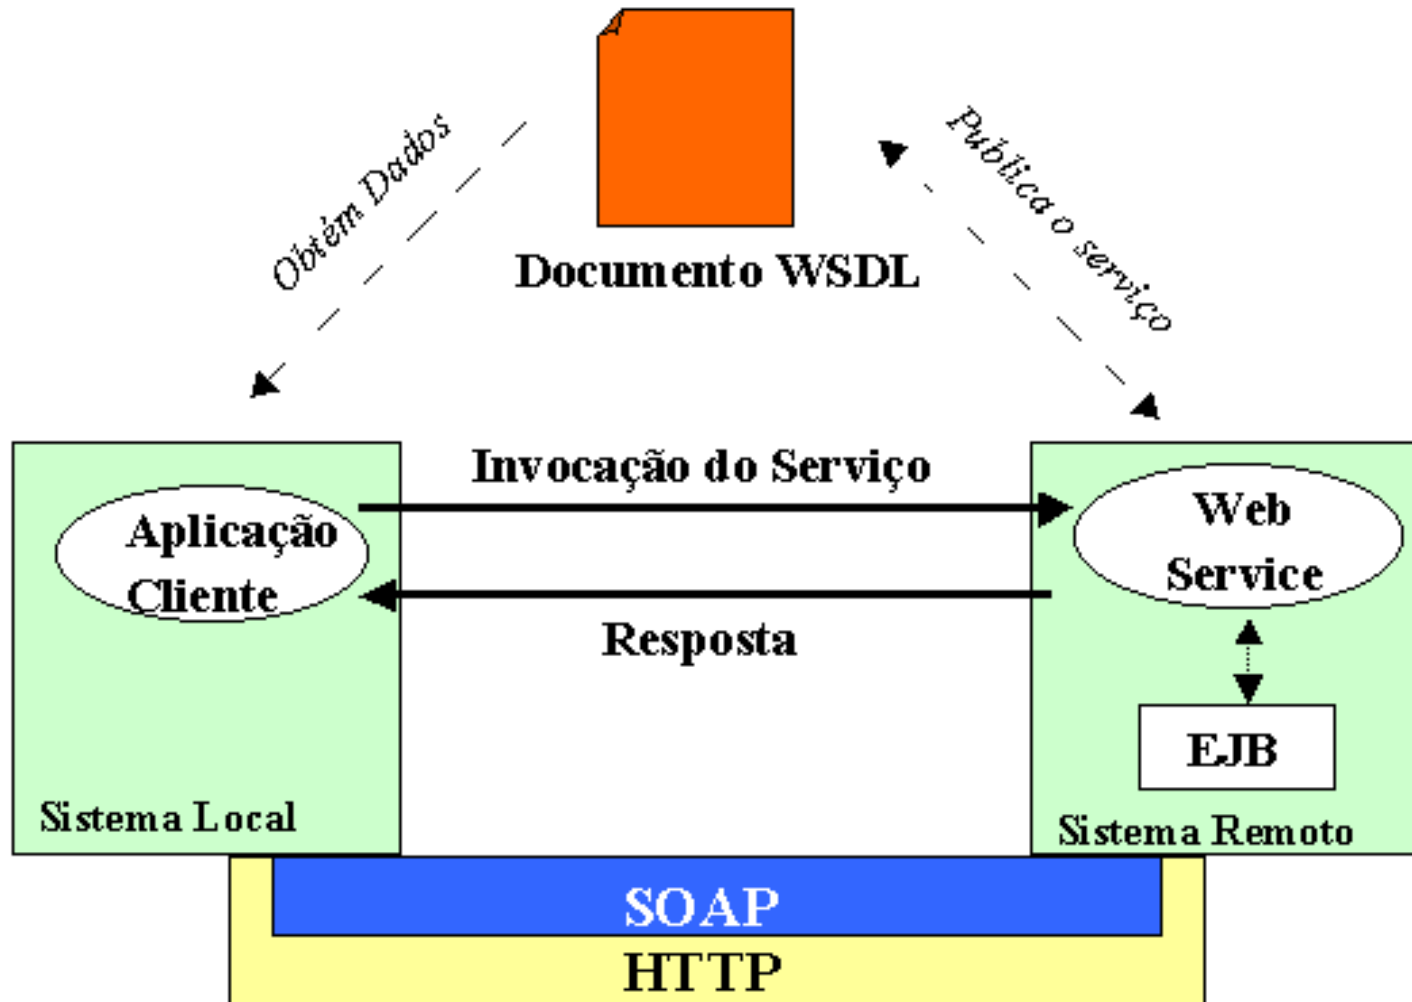 Obtém Dados
Publica o serviço
Documento WSDL
Invocação do Serviço
Aplicação
Cliente
Web
Service
Resposta
EJB
Sistema Local
Sistema Remoto
SOAP
HTTP